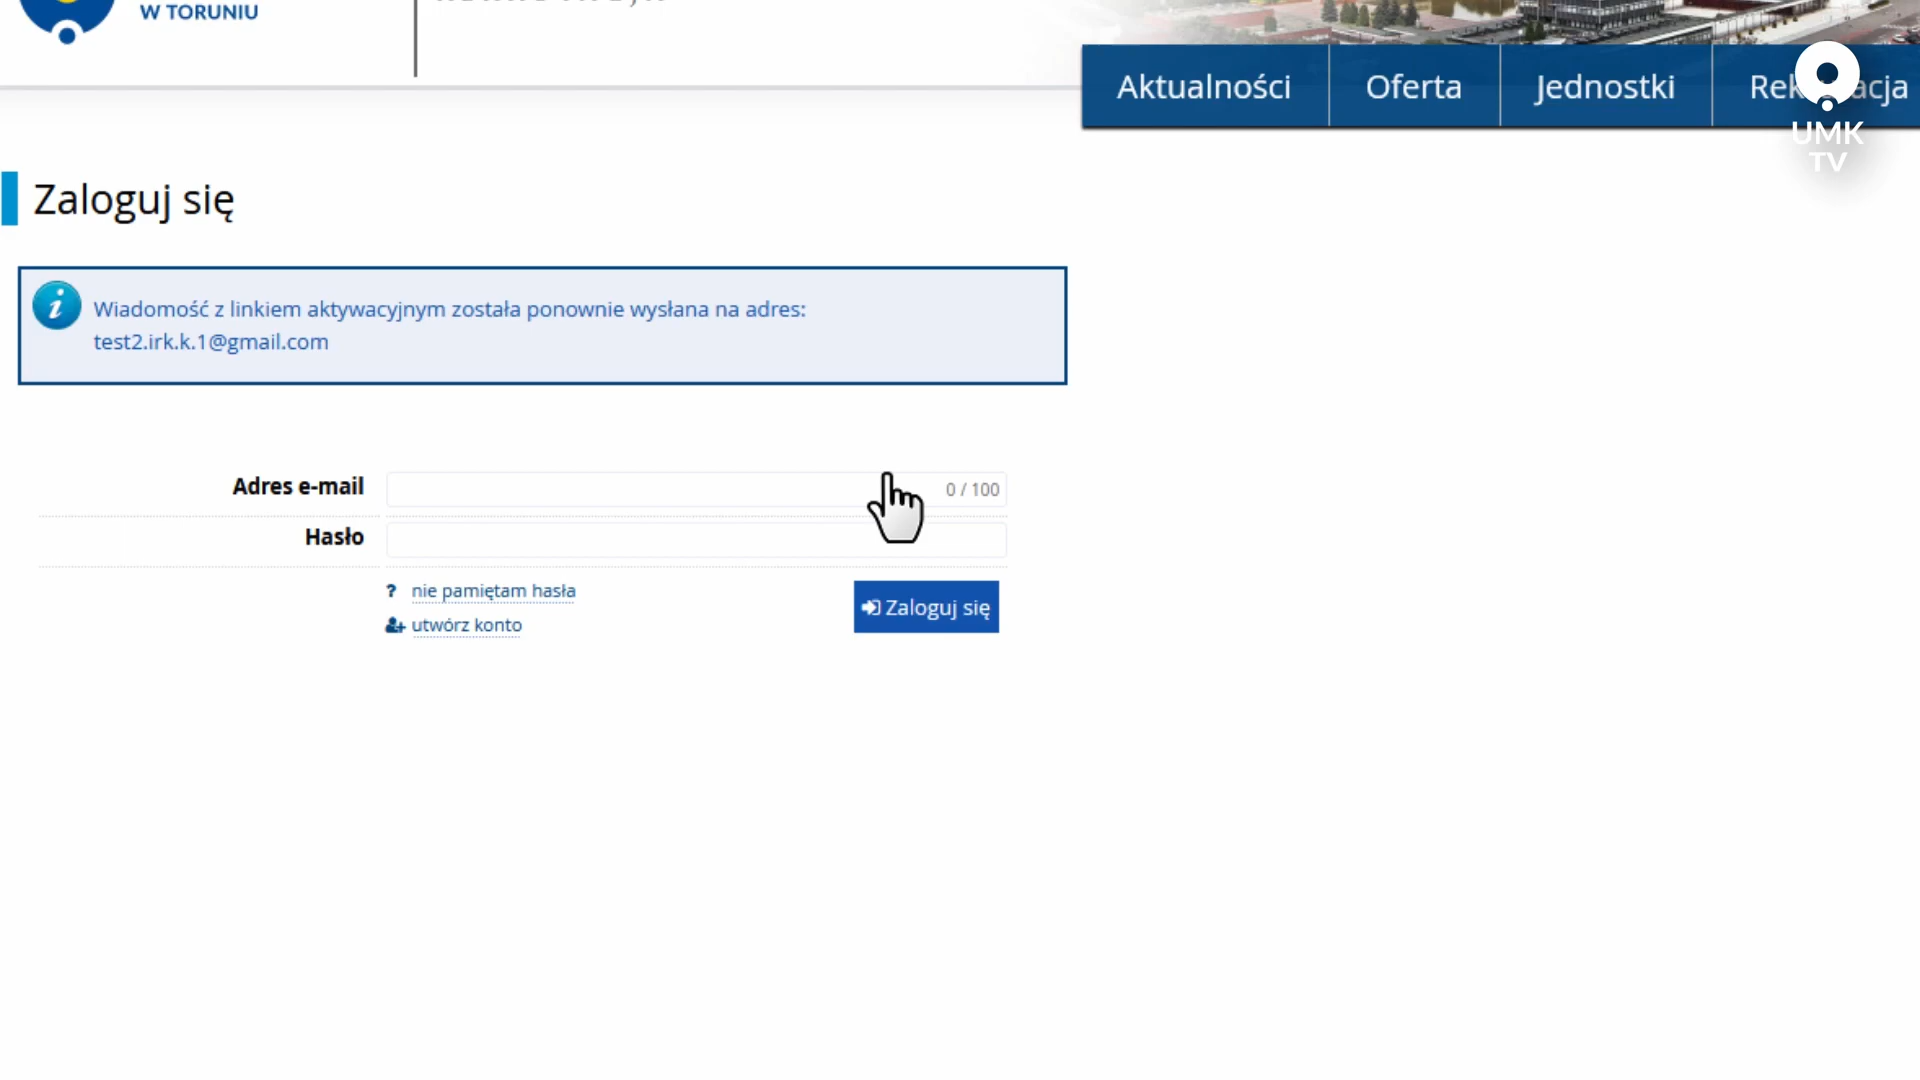 W TORUNIU
Aktualności
Oferta
Jednostki
UMK
TV
Zaloguj się
Wiadomość z linkiem aktywacyjnym została ponownie wysłana na adres:
test2.irk.k.1@gmail.com
Adres e-mail
0 / 100
Hasło
? nie pamiętam hasła
utwórz konto
Zaloguj się